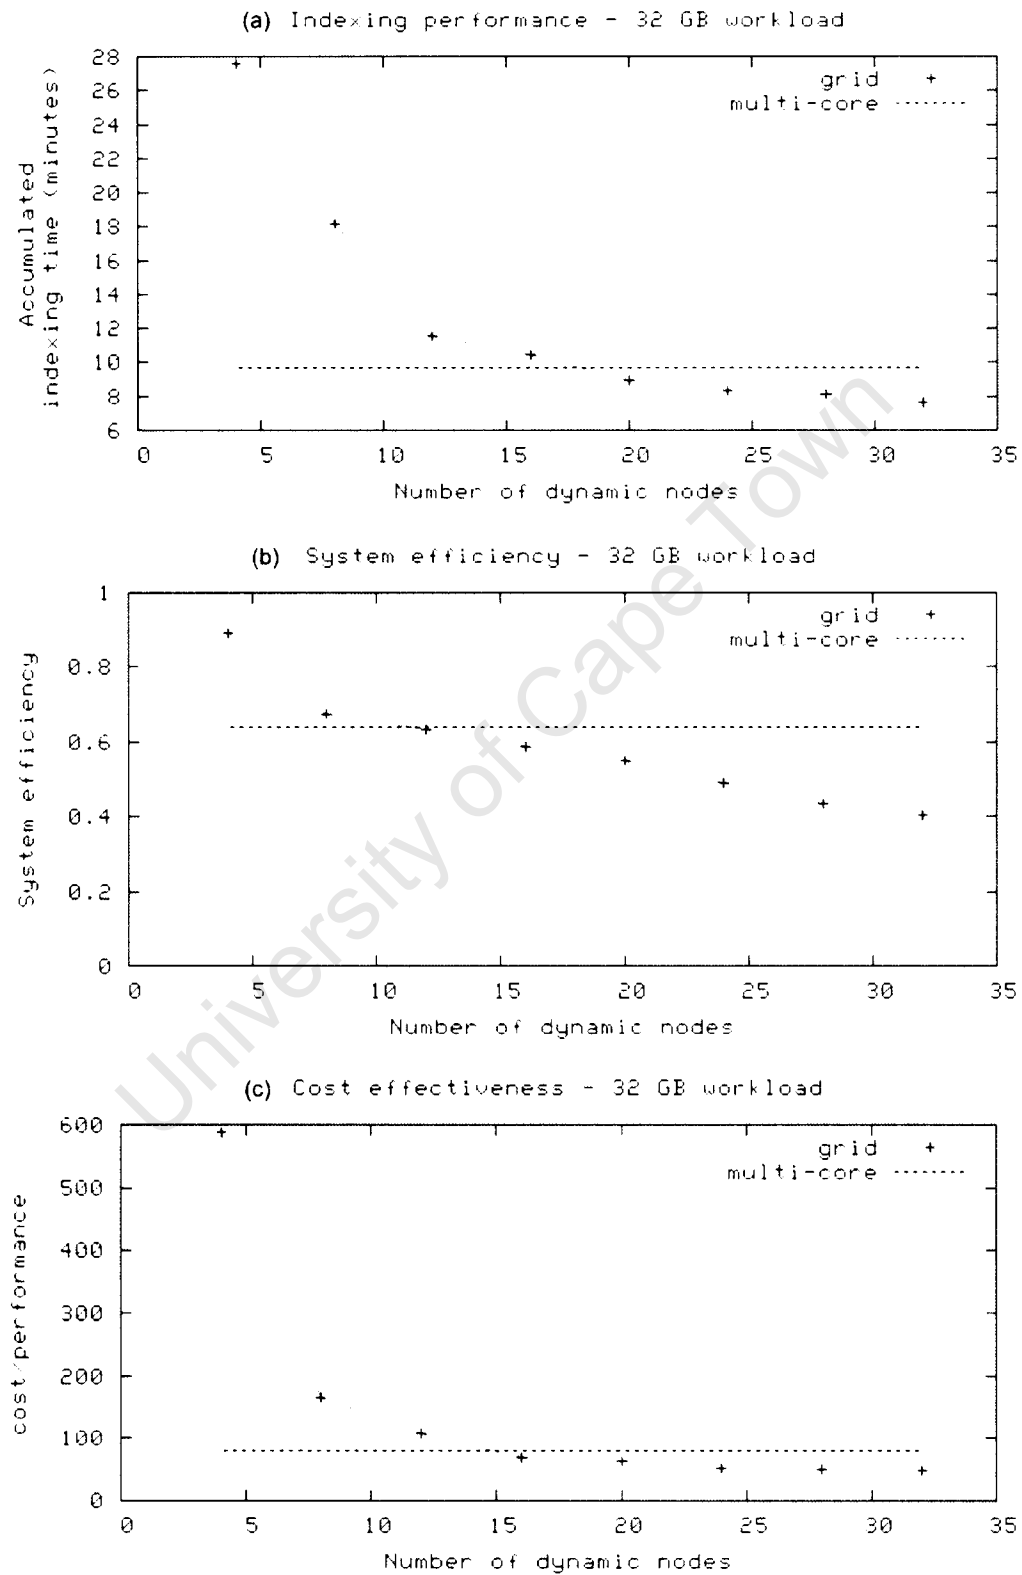 (a) Indexing performance - 32 GB workload
28
26
24
22
20
18
16
14
12
10
8
6
Accumulated
indexing time (minutes)
grid
multi-core
0 5 10 15 20 25 30 35
Number of dynamic nodes
(b) System efficiency - 32 GB workload
1
0.8
0.6
0.4
0.2
0
System efficiency
grid
multi-core
0 5 10 15 20 25 30 35
Number of dynamic nodes
(c) Cost effectiveness - 32 GB workload
600
500
400
300
200
100
0
cost/performance
grid
multi-core
0 5 10 15 20 25 30 35
Number of dynamic nodes
University of Cape Town